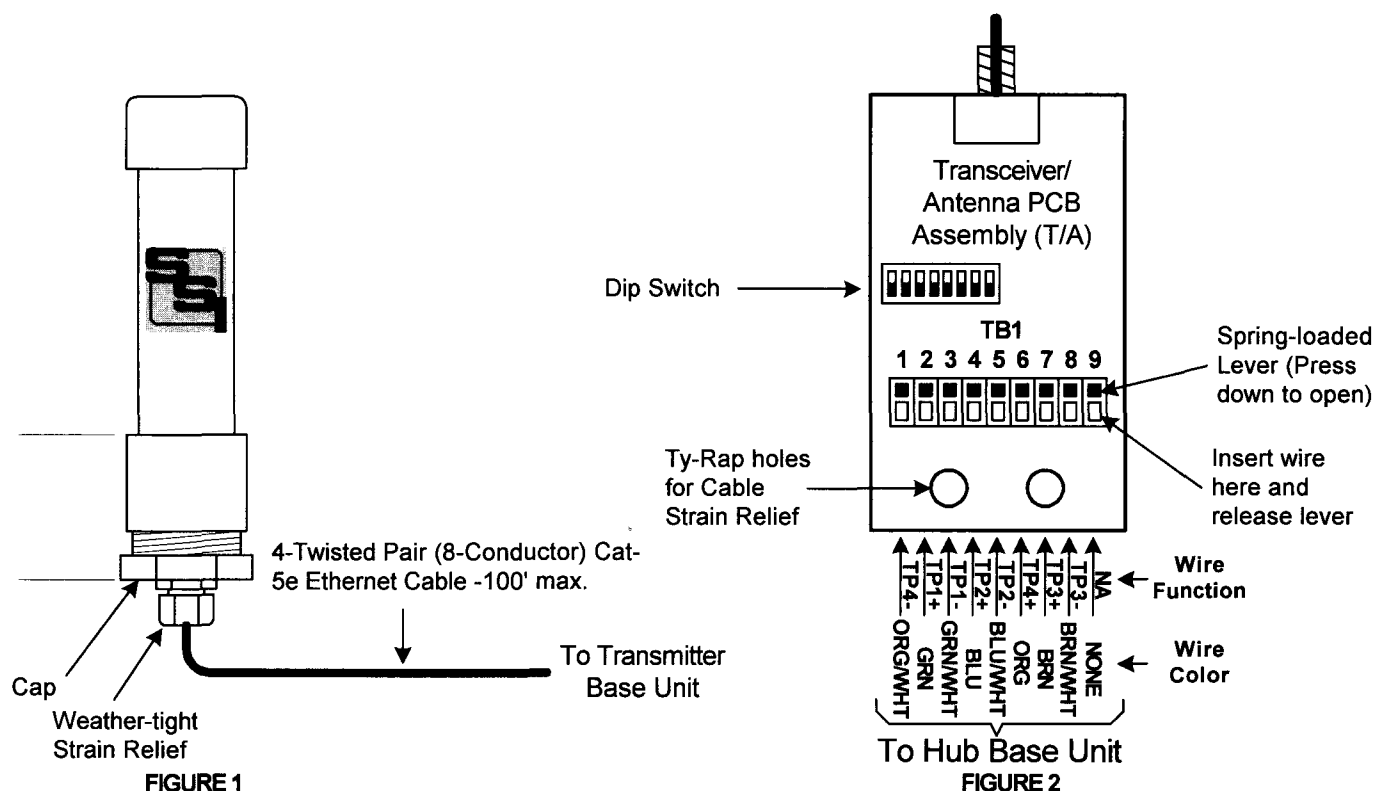 SSI
4-Twisted Pair (8-Conductor) Cat-
5e Ethernet Cable -100' max.
To Transmitter
Base Unit
Cap
Weather-tight
Strain Relief
FIGURE 1
Transceiver/
Antenna PCB
Assembly (T/A)
Dip Switch
TB1
1 2 3 4 5 6 7 8 9
Spring-loaded
Lever (Press
down to open)
Ty-Rap holes
for Cable
Strain Relief
Insert wire
here and
release lever
TP4-
TP1+
TP1-
TP2+
TP2-
TP4+
TP3+
TP3-
NA
Wire
Function
ORG/WHT
GRN
GRN/WHT
BLU
BLU/WHT
ORG
BRN
BRN/WHT
NONE
Wire
Color
To Hub Base Unit
FIGURE 2